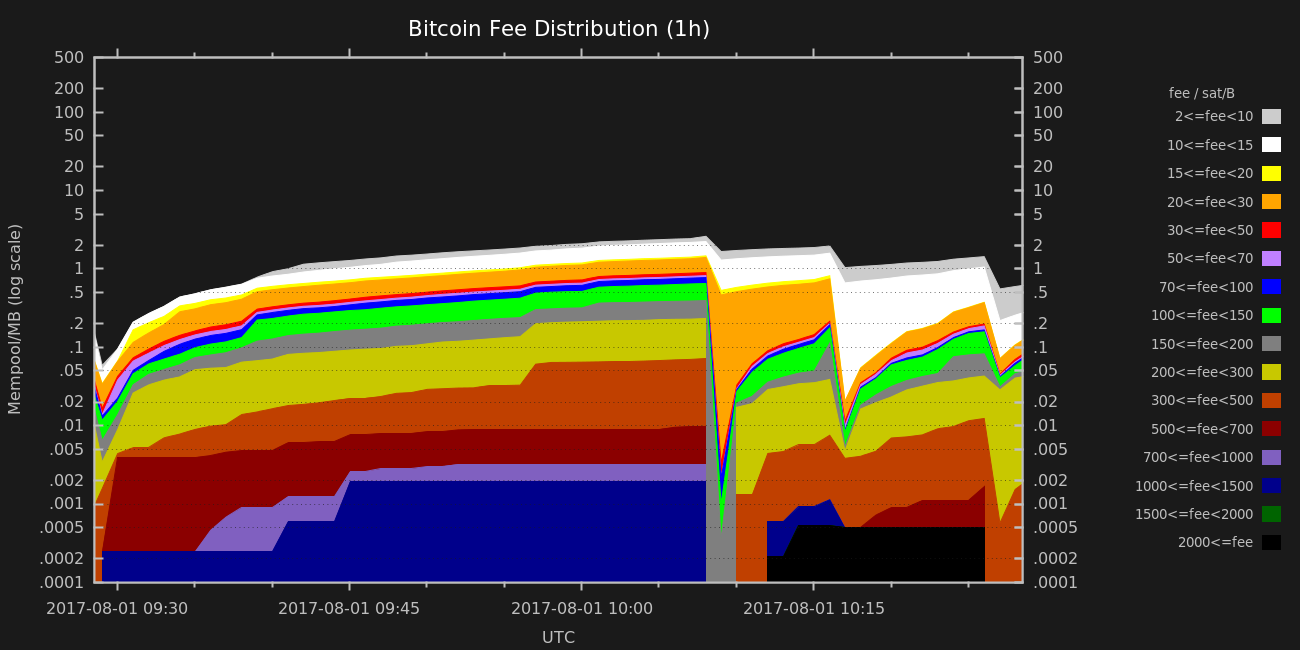 Bitcoin Fee Distribution (1h)
500 500
200 200
100 100
50 50
20 20
10 10
5 5
2 2
1 1
.5 .5
.2 .2
.1 .1
.05 .05
.02 .02
.01 .01
.005 .005
.002 .002
.001 .001
.0005 .0005
.0002 .0002
.0001 .0001
Mempool/MB (log scale)
2017-08-01 09:30 2017-08-01 09:45 2017-08-01 10:00 2017-08-01 10:15
UTC
fee / sat/B
2<=fee<10
10<=fee<15
15<=fee<20
20<=fee<30
30<=fee<50
50<=fee<70
70<=fee<100
100<=fee<150
150<=fee<200
200<=fee<300
300<=fee<500
500<=fee<700
700<=fee<1000
1000<=fee<1500
1500<=fee<2000
2000<=fee